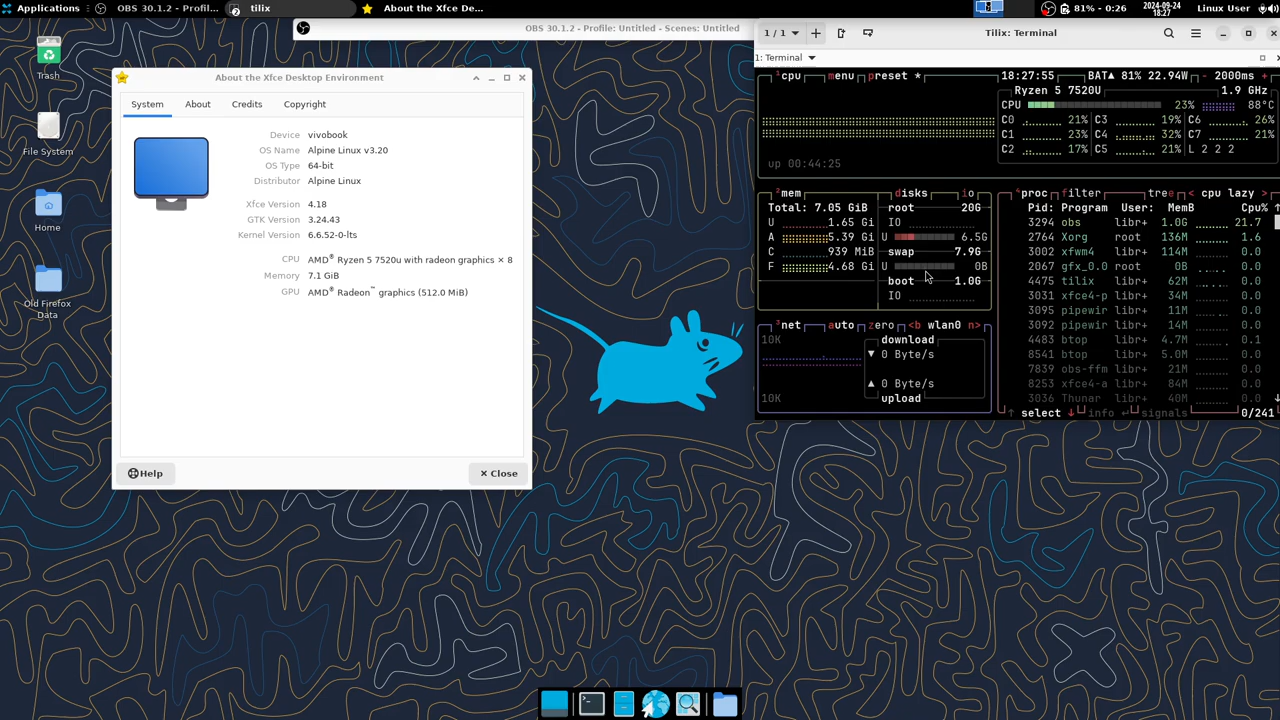 Applications
OBS 30.1.2 - Profil...
2
tilix
About the Xfce De...
81% - 0:26
2024-09-24
Linux User
Trash
File System
Home
Old Firefox
Data
OBS 30.1.2 - Profile: Untitled - Scenes: Untitled
About the Xfce Desktop Environment
System
About
Credits
Copyright
Device vivobook
OS Name Alpine Linux v3.20
OS Type 64-bit
Distributor Alpine Linux
Xfce Version 4.18
GTK Version 3.24.43
Kernel Version 6.6.52-0-lts
CPU AMD® Ryzen 5 7520u with radeon graphics × 8
Memory 7.1 GiB
GPU AMD® Radeon™ graphics (512.0 MiB)
Help
× Close
1 / 1
Tilix: Terminal
1: Terminal
¹cpu menu preset * 18:27:55 BAT▲ 81% 22.94W - 2000ms +
Ryzen 5 7520U 1.9 GHz
CPU 23% 88°C
C0 21% C3 19% C6 26%
C1 23% C4 32% C7 21%
C2 17% C5 21% L 2 2 2
up 00:44:25
²mem disks io
Total: 7.05 GiB
U 1.65 Gi
A 5.39 Gi
C 939 MiB
F 4.68 Gi
root 20G
IO
U 6.5G
swap 7.9G
U 0B
boot 1.0G
IO
³net auto zero <b wlan0 n>
10K
download
▼ 0 Byte/s
▲ 0 Byte/s
10K
upload
⁴proc filter tree < cpu lazy >
Pid: Program User: MemB Cpu%
3294 obs libr+ 1.0G 21.7
2764 Xorg root 136M 1.6
3002 xfwm4 libr+ 114M 0.0
2067 gfx_0.0 root 0B 0.0
4475 tilix libr+ 62M 0.0
3031 xfce4-p libr+ 34M 0.0
3095 pipewir libr+ 11M 0.0
3092 pipewir libr+ 14M 0.0
4483 btop libr+ 4.7M 0.1
8541 btop libr+ 5.0M 0.0
7839 obs-ffm libr+ 21M 0.0
8253 xfce4-a libr+ 84M 0.0
3036 Thunar libr+ 40M 0.0
↑ select ↓ info ↵ signals 0/241